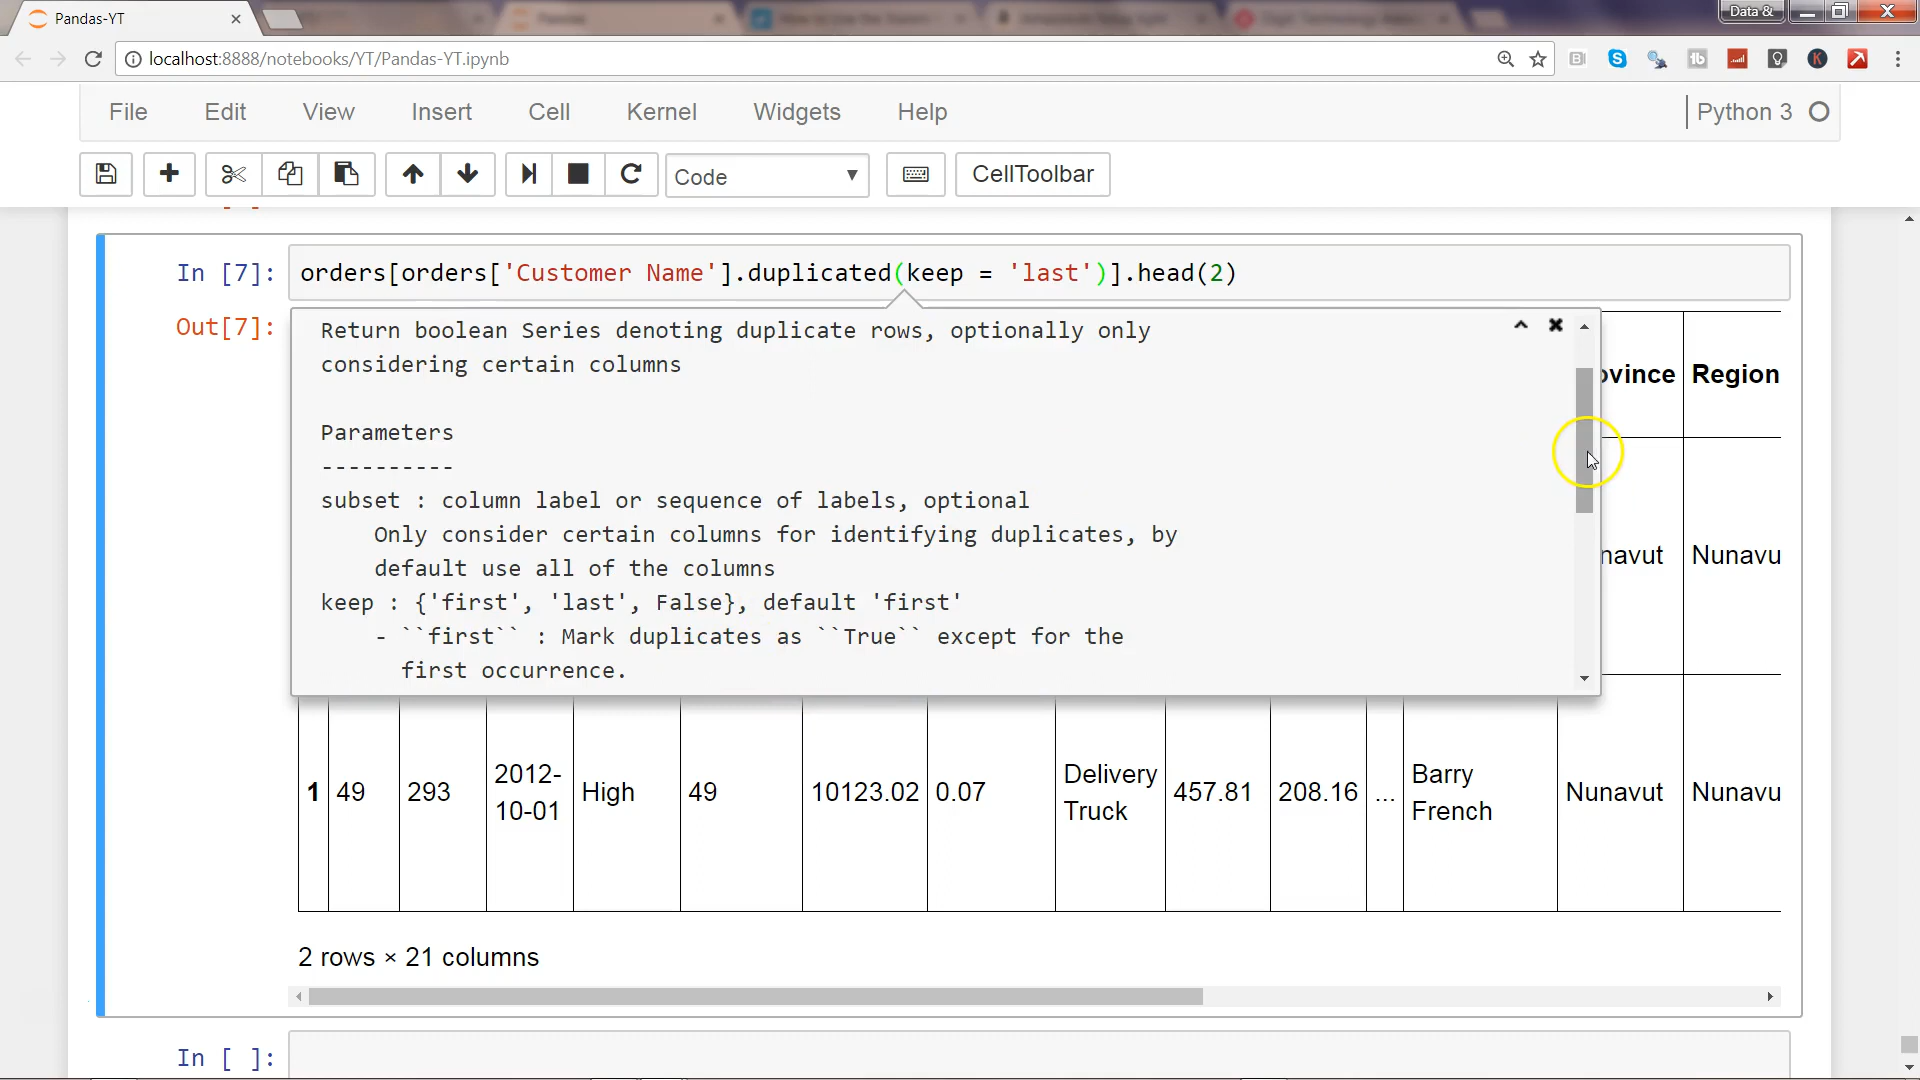 Pandas-YT
Data &
localhost:8888/notebooks/YT/Pandas-YT.ipynb
File Edit View Insert Cell Kernel Widgets Help Python 3
Code CellToolbar
In [7]: orders[orders['Customer Name'].duplicated(keep = 'last')].head(2)
Out[7]:
Return boolean Series denoting duplicate rows, optionally only
considering certain columns
ovince Region
Parameters
----------
subset : column label or sequence of labels, optional
Only consider certain columns for identifying duplicates, by
navut Nunavu
default use all of the columns
keep : {'first', 'last', False}, default 'first'
- ``first`` : Mark duplicates as ``True`` except for the
first occurrence.
1 49 293 2012-10-01 High 49 10123.02 0.07 Delivery Truck 457.81 208.16 ... Barry French Nunavut Nunavu
2 rows × 21 columns
In [ ]: